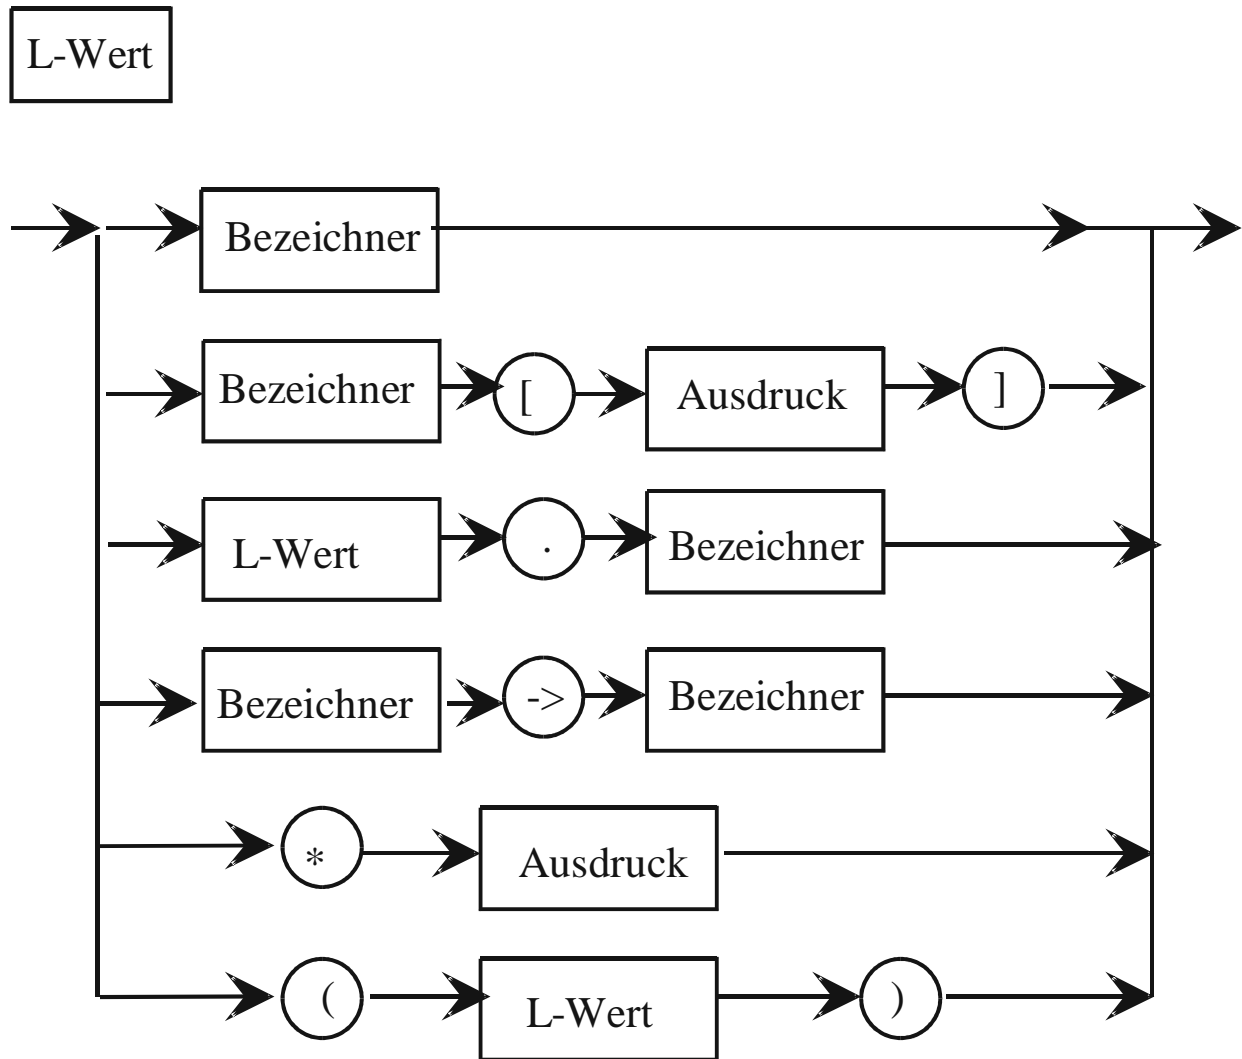 L-Wert
Bezeichner
Bezeichner [ Ausdruck ]
L-Wert . Bezeichner
Bezeichner -> Bezeichner
* Ausdruck
( L-Wert )